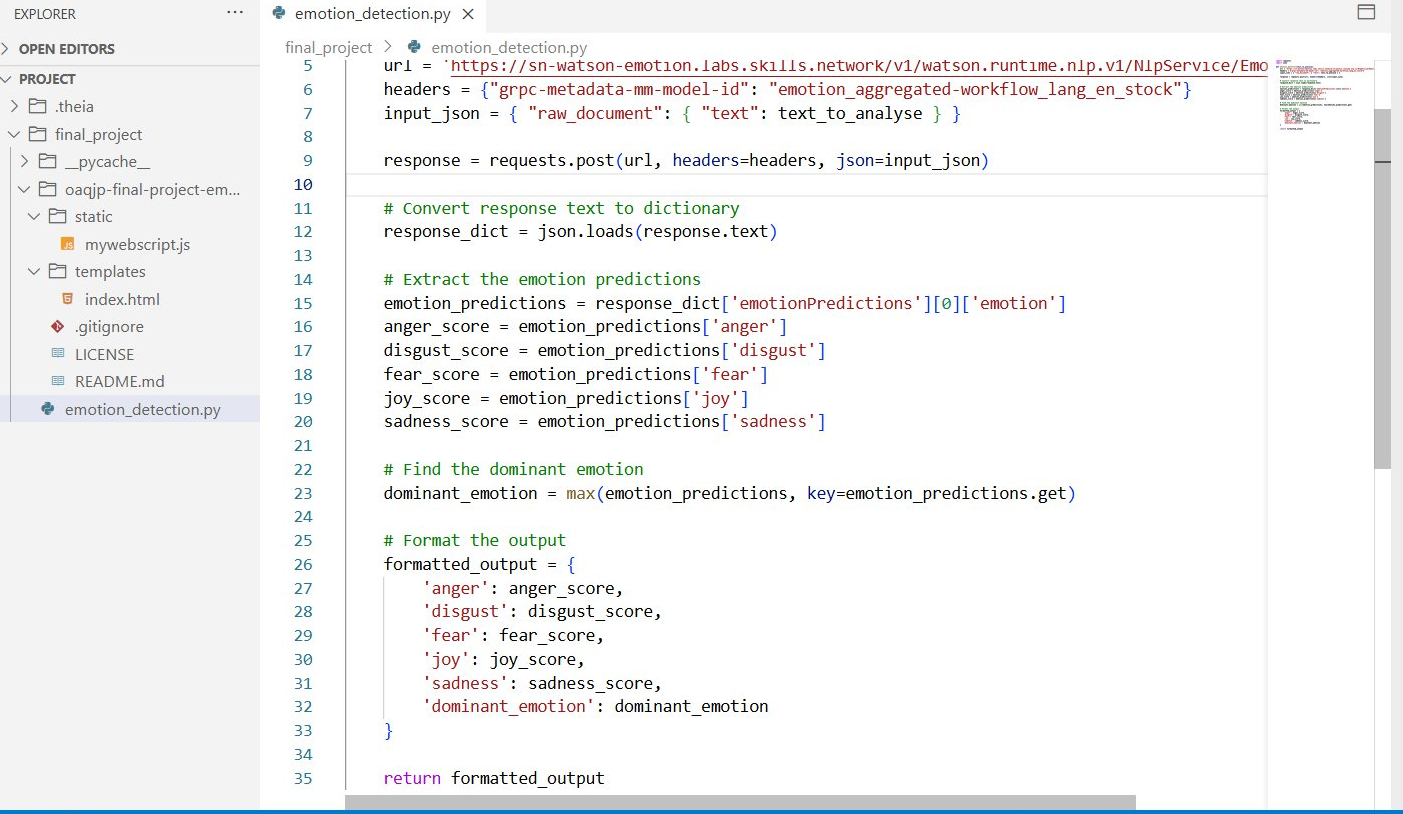 EXPLORER
OPEN EDITORS
PROJECT
.theia
final_project
__pycache__
oaqjp-final-project-em...
static
mywebscript.js
templates
index.html
.gitignore
LICENSE
README.md
emotion_detection.py
emotion_detection.py
final_project > emotion_detection.py
5 url = 'https://sn-watson-emotion.labs.skills.network/v1/watson.runtime.nlp.v1/NlpService/Emo
6 headers = {"grpc-metadata-mm-model-id": "emotion_aggregated-workflow_lang_en_stock"}
7 input_json = { "raw_document": { "text": text_to_analyse } }
8
9 response = requests.post(url, headers=headers, json=input_json)
10
11 # Convert response text to dictionary
12 response_dict = json.loads(response.text)
13
14 # Extract the emotion predictions
15 emotion_predictions = response_dict['emotionPredictions'][0]['emotion']
16 anger_score = emotion_predictions['anger']
17 disgust_score = emotion_predictions['disgust']
18 fear_score = emotion_predictions['fear']
19 joy_score = emotion_predictions['joy']
20 sadness_score = emotion_predictions['sadness']
21
22 # Find the dominant emotion
23 dominant_emotion = max(emotion_predictions, key=emotion_predictions.get)
24
25 # Format the output
26 formatted_output = {
27 'anger': anger_score,
28 'disgust': disgust_score,
29 'fear': fear_score,
30 'joy': joy_score,
31 'sadness': sadness_score,
32 'dominant_emotion': dominant_emotion
33 }
34
35 return formatted_output